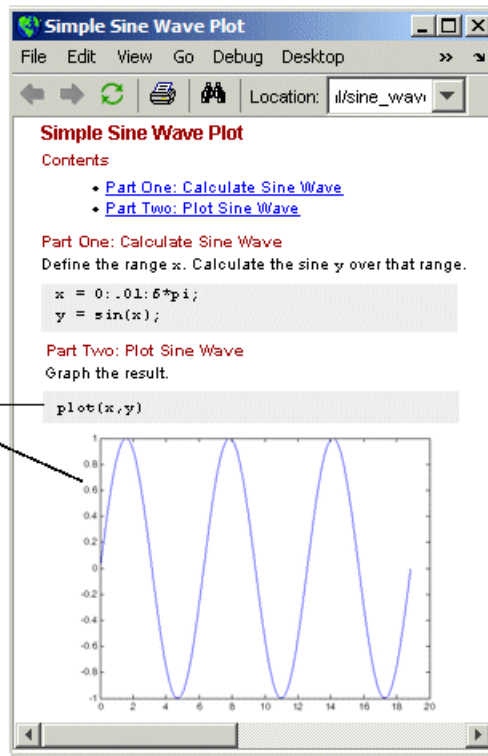 Simple Sine Wave Plot
File Edit View Go Debug Desktop »
Location: il/sine_wav
Simple Sine Wave Plot
Contents
• Part One: Calculate Sine Wave
• Part Two: Plot Sine Wave
Part One: Calculate Sine Wave
Define the range x. Calculate the sine y over that range.
x = 0:.01:6*pi;
y = sin(x);
Part Two: Plot Sine Wave
Graph the result.
plot(x,y)
1
0.8
0.6
0.4
0.2
0
-0.2
-0.4
-0.6
-0.8
-1
0 2 4 6 8 10 12 14 16 18 20